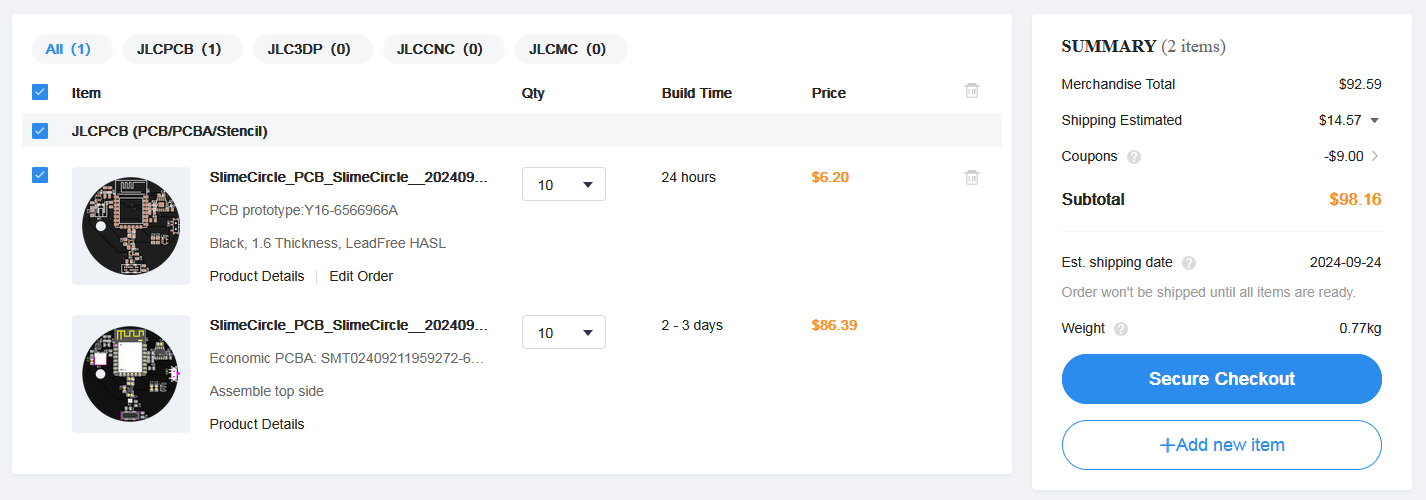 All (1) JLCPCB (1) JLC3DP (0) JLCCNC (0) JLCMC (0)
Item Qty Build Time Price
JLCPCB (PCB/PCBA/Stencil)
SlimeCircle_PCB_SlimeCircle__202409... 10 24 hours $6.20
PCB prototype:Y16-6566966A
Black, 1.6 Thickness, LeadFree HASL
Product Details Edit Order
SlimeCircle_PCB_SlimeCircle__202409... 10 2 - 3 days $86.39
Economic PCBA: SMT02409211959272-6...
Assemble top side
Product Details
SUMMARY (2 items)
Merchandise Total $92.59
Shipping Estimated $14.57
Coupons ? -$9.00
Subtotal $98.16
Est. shipping date ? 2024-09-24
Order won't be shipped until all items are ready.
Weight ? 0.77kg
Secure Checkout
+Add new item